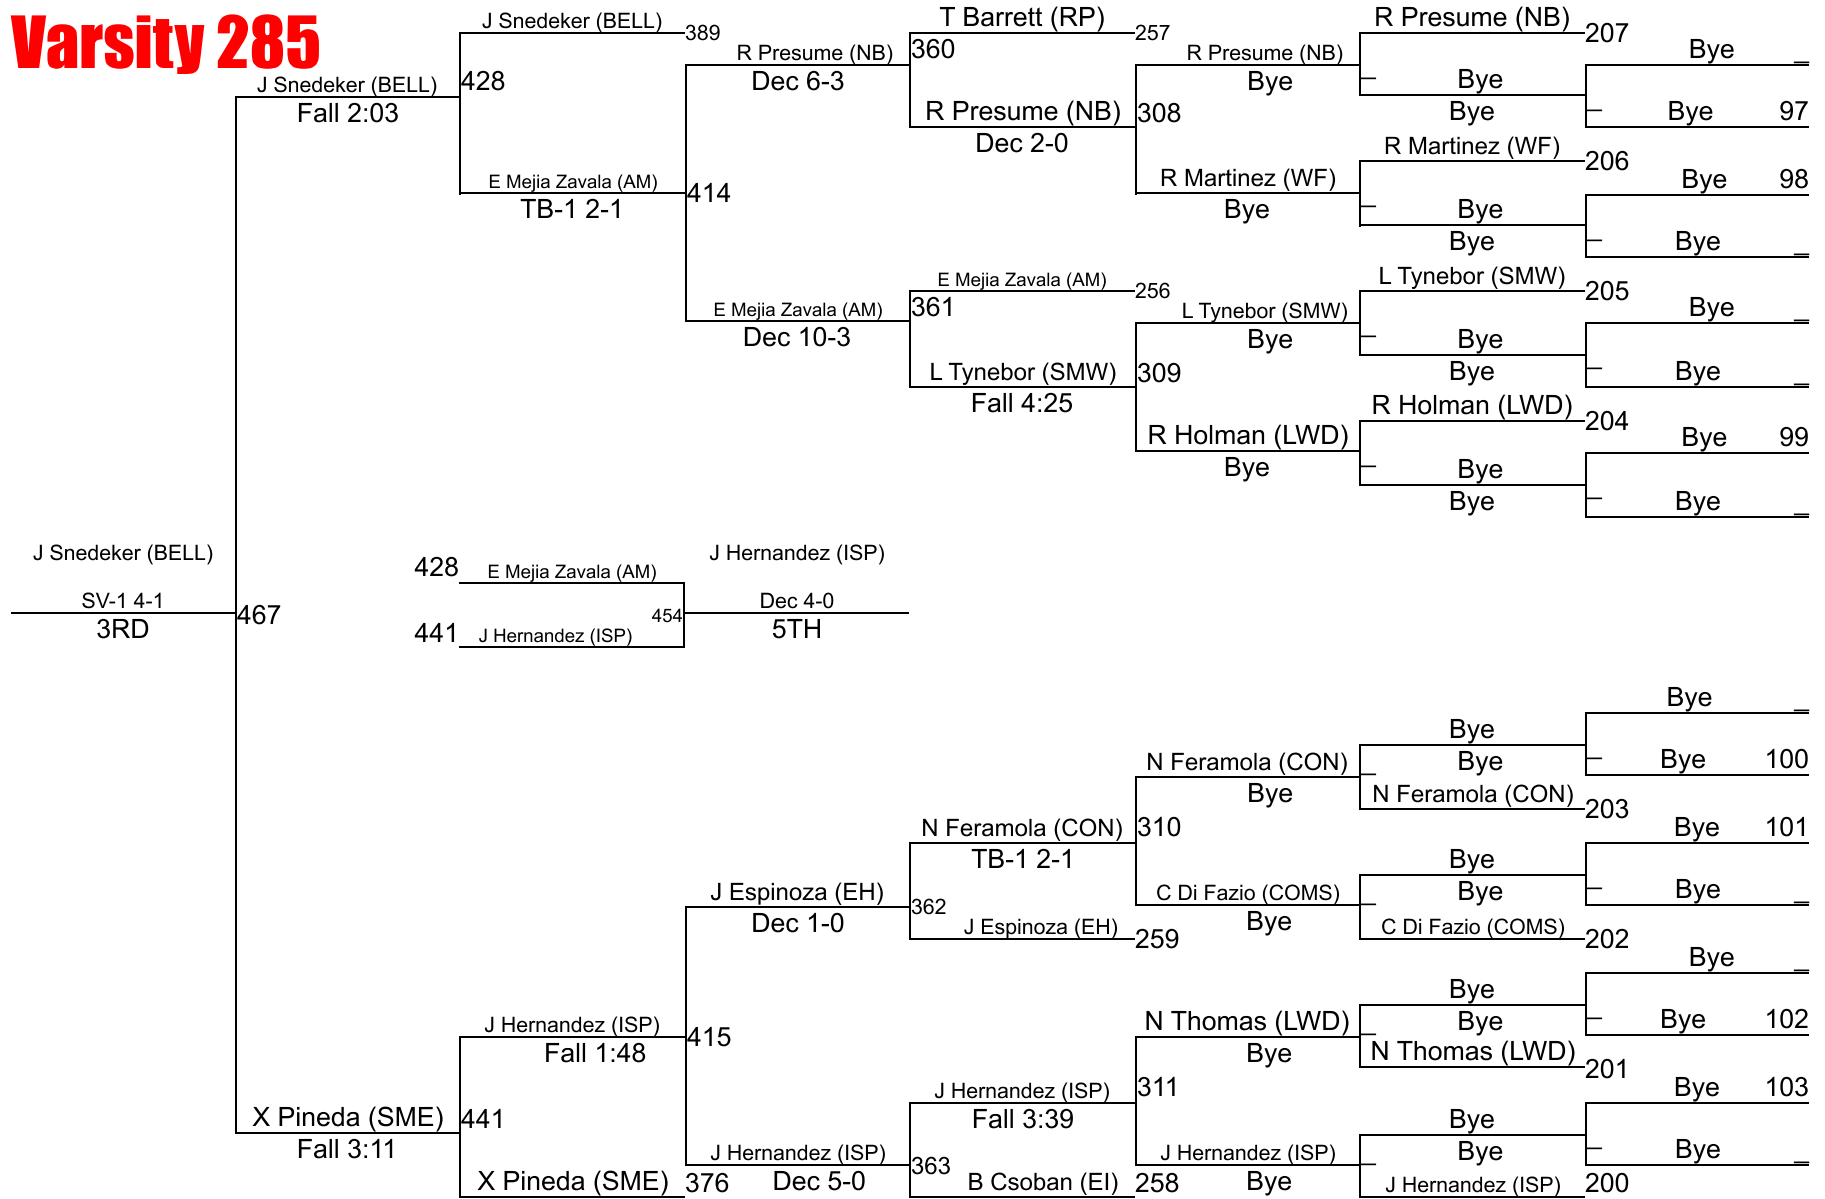 Varsity 285
J Snedeker (BELL) 389
T Barrett (RP) 257
R Presume (NB) 207
Bye _
R Presume (NB) 360
R Presume (NB)
428 Dec 6-3 Bye _ Bye
J Snedeker (BELL)
Fall 2:03
R Presume (NB) 308 Bye _ Bye 97
Dec 2-0
R Martinez (WF) 206
E Mejia Zavala (AM) R Martinez (WF) Bye 98
414
TB-1 2-1 Bye _ Bye
Bye _ Bye _
E Mejia Zavala (AM) 256 L Tynebor (SMW) 205
E Mejia Zavala (AM) 361 L Tynebor (SMW) Bye _
Dec 10-3 Bye _ Bye
L Tynebor (SMW) 309 Bye _ Bye _
Fall 4:25 R Holman (LWD) 204
R Holman (LWD) Bye 99
Bye _ Bye
Bye _ Bye _
J Snedeker (BELL) J Hernandez (ISP)
428 E Mejia Zavala (AM)
SV-1 4-1 Dec 4-0
467 454
3RD 5TH
441 J Hernandez (ISP)
Bye _
Bye
N Feramola (CON) Bye _ Bye 100
_
Bye N Feramola (CON) 203
N Feramola (CON) 310 Bye 101
TB-1 2-1 Bye
J Espinoza (EH) C Di Fazio (COMS) Bye _ Bye _
362 _
Dec 1-0 Bye
J Espinoza (EH) 259 C Di Fazio (COMS) 202
Bye _
Bye
J Hernandez (ISP) N Thomas (LWD) Bye _ Bye 102
415 _
Fall 1:48 Bye N Thomas (LWD) 201
J Hernandez (ISP) 311 Bye 103
X Pineda (SME) 441 Fall 3:39 Bye
Fall 3:11 J Hernandez (ISP) J Hernandez (ISP) Bye _ Bye _
363 _
X Pineda (SME) 376 Dec 5-0 B Csoban (EI) 258 Bye J Hernandez (ISP) 200